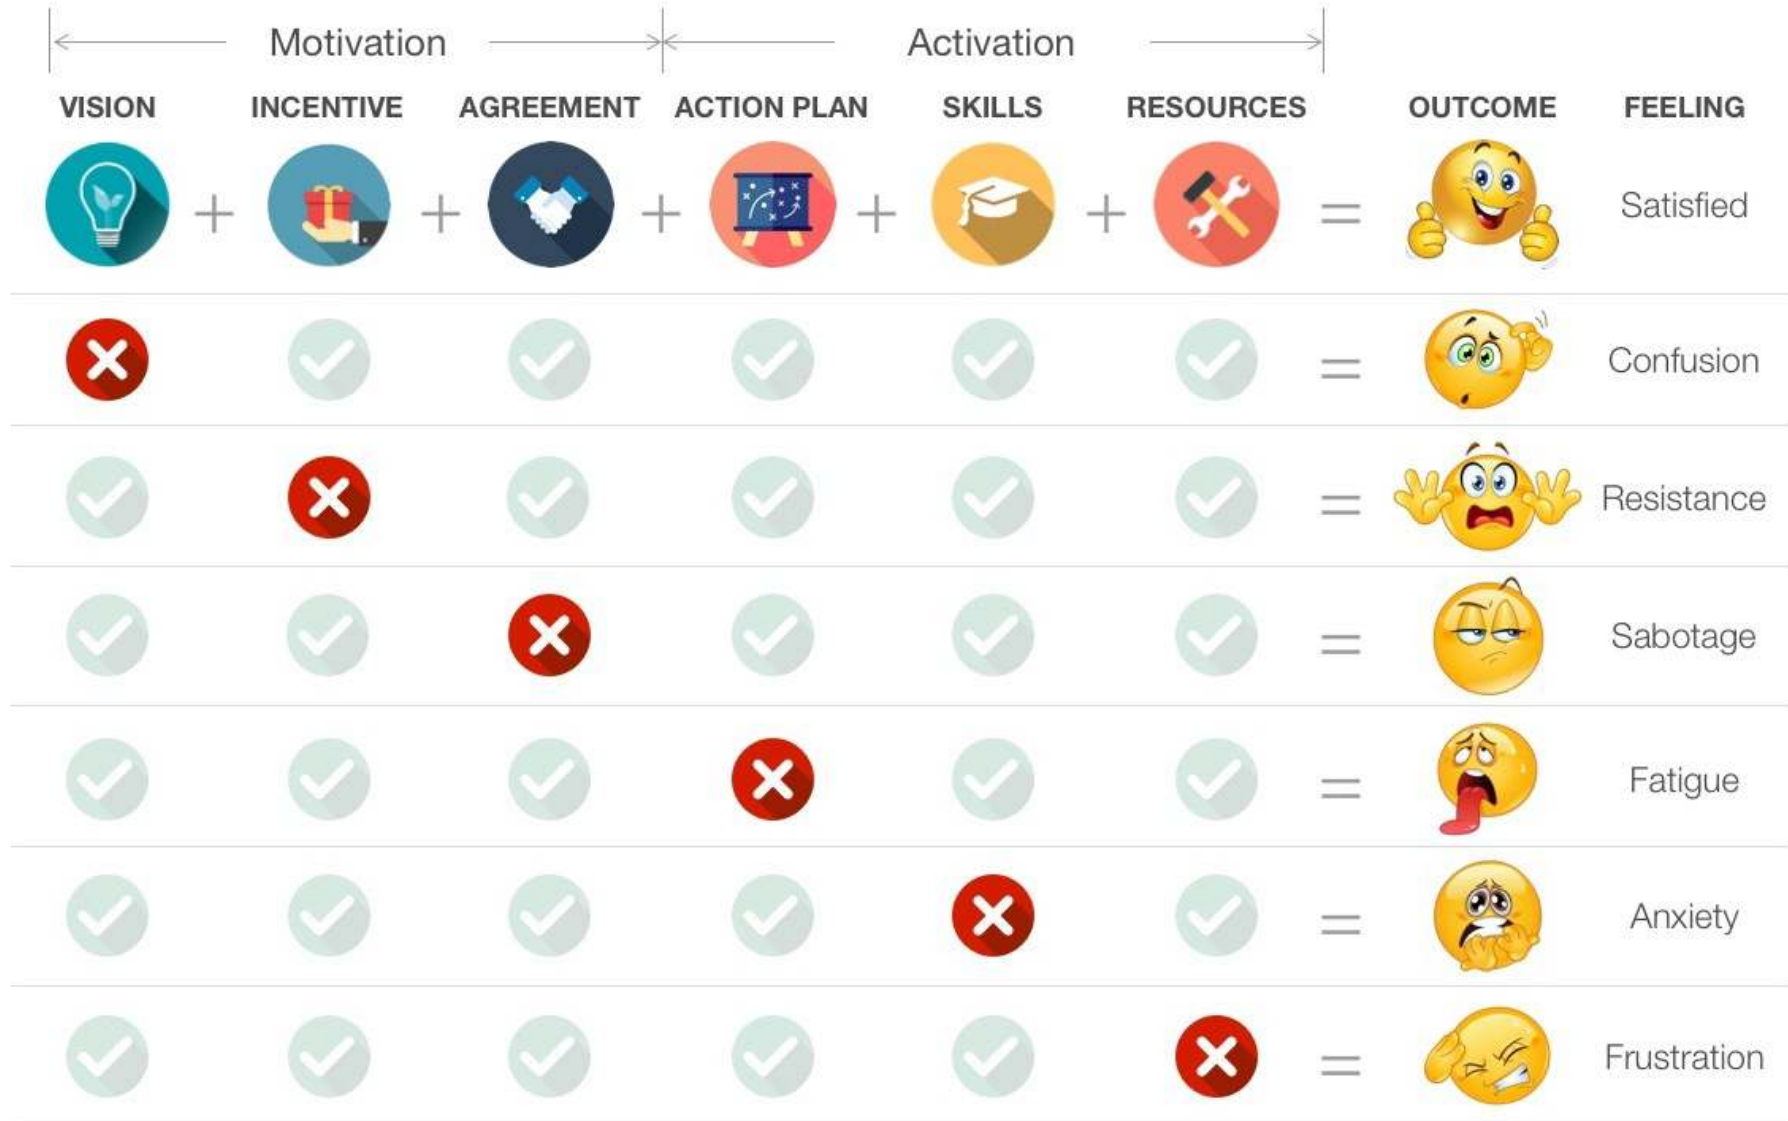 Motivation Activation
VISION INCENTIVE AGREEMENT ACTION PLAN SKILLS RESOURCES OUTCOME FEELING
+ + + + + = Satisfied
= Confusion
= Resistance
= Sabotage
= Fatigue
= Anxiety
= Frustration